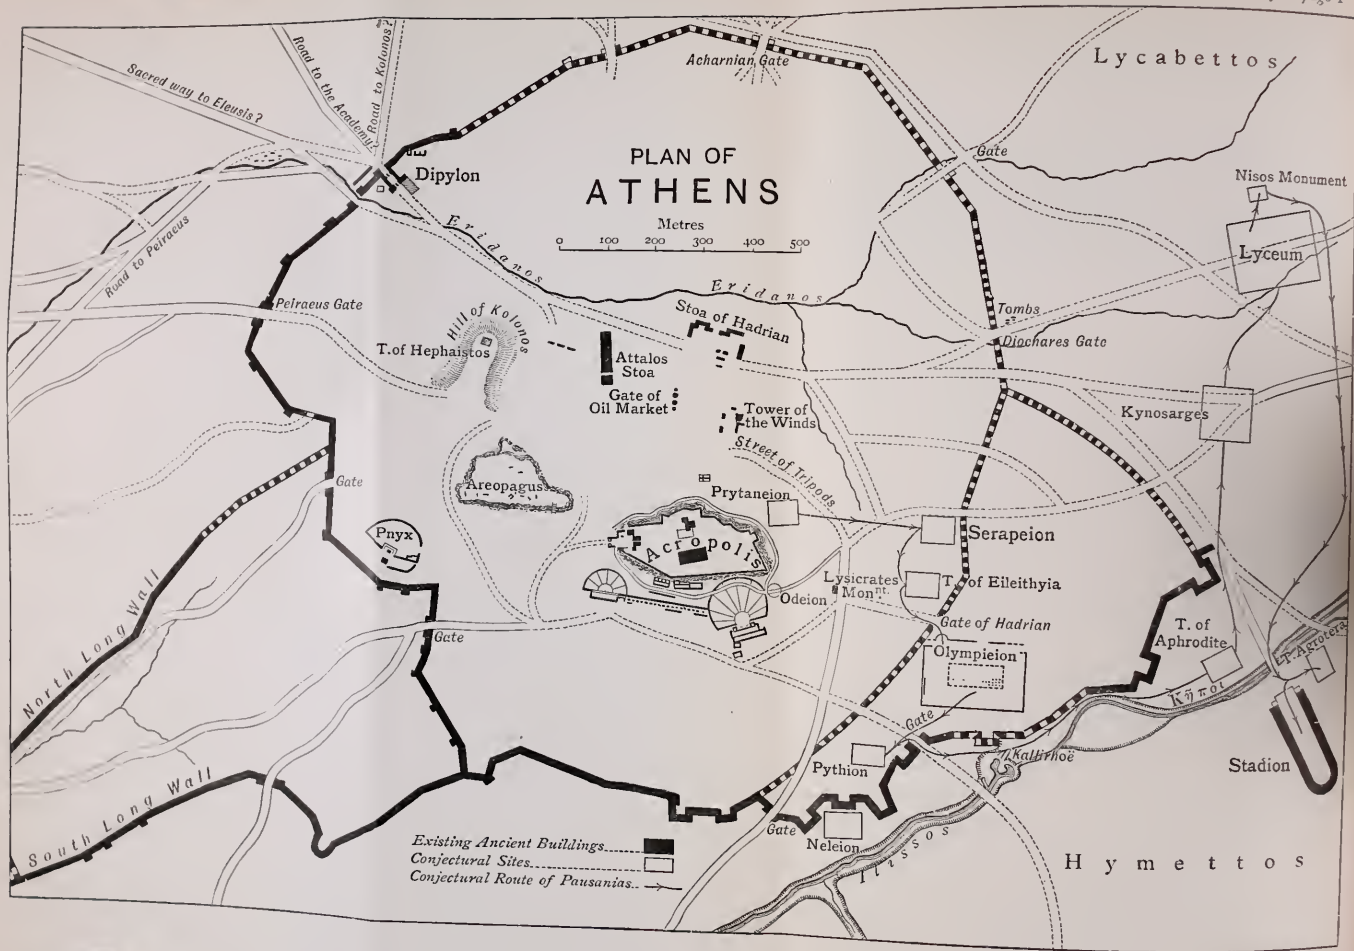 Lycabettos
Acharnian Gate
Road to Kolonos?
Road to the Academy?
Sacred way to Eleusis?
Gate
PLAN OF
ATHENS
Metres
0 100 200 300 400 500
Dipylon
Nisos Monument
Eridanos
Road to Peiraeus
Lyceum
Eridanos
Peiraeus Gate
Hill of Kolonos
Stoa of Hadrian
Tombs
Diochares Gate
T. of Hephaistos
Attalos
Stoa
Gate of
Oil Market
Tower of
the Winds
Kynosarges
Street of Tripods
Gate
Areopagus
Prytaneion
Pnyx
Acropolis
Serapeion
Lysicrates
Monnt.
T. of Eileithyia
Odeion
Gate of Hadrian
Gate
T. of
Aphrodite
T. Agrotera
Olympieion
North Long Wall
Κῆποι
Gate
Kallirhoë
Pythion
Stadion
South Long Wall
Gate
Neleion
Ilissos
Hymettos
Existing Ancient Buildings
Conjectural Sites
Conjectural Route of Pausanias